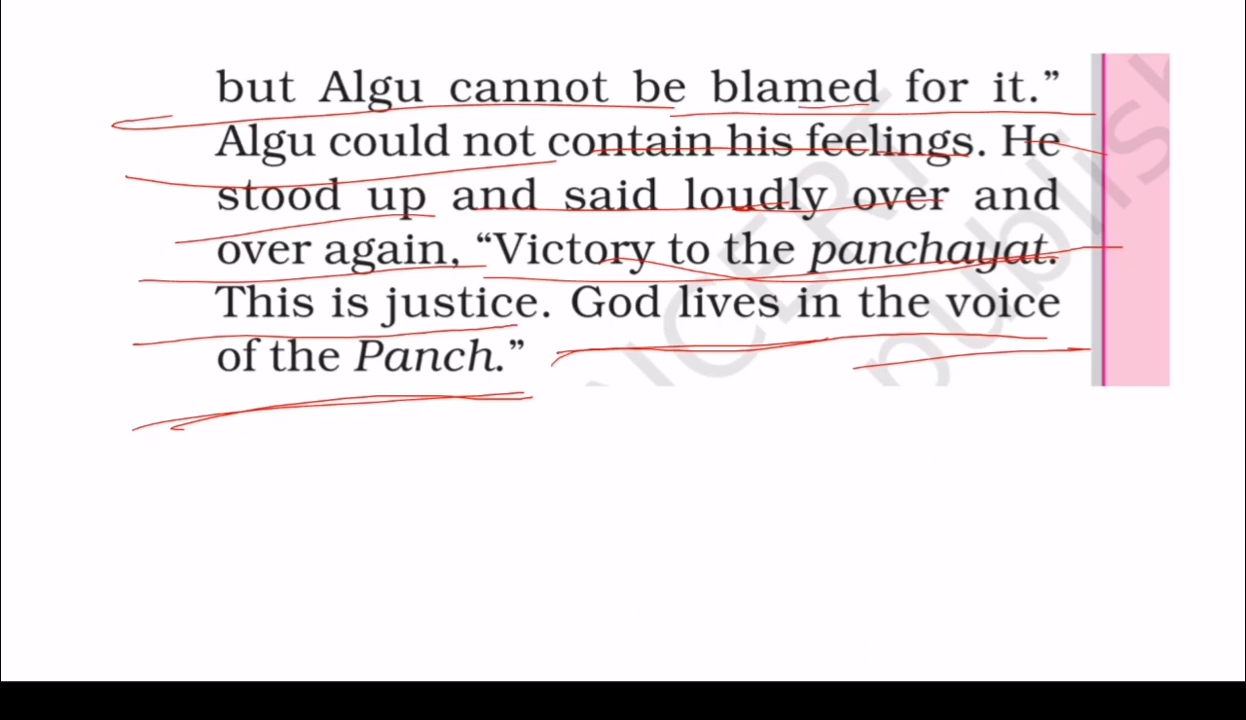 but Algu cannot be blamed for it.”
Algu could not contain his feelings. He
stood up and said loudly over and
over again, “Victory to the panchayat.
This is justice. God lives in the voice
of the Panch.”
NCERT
publish